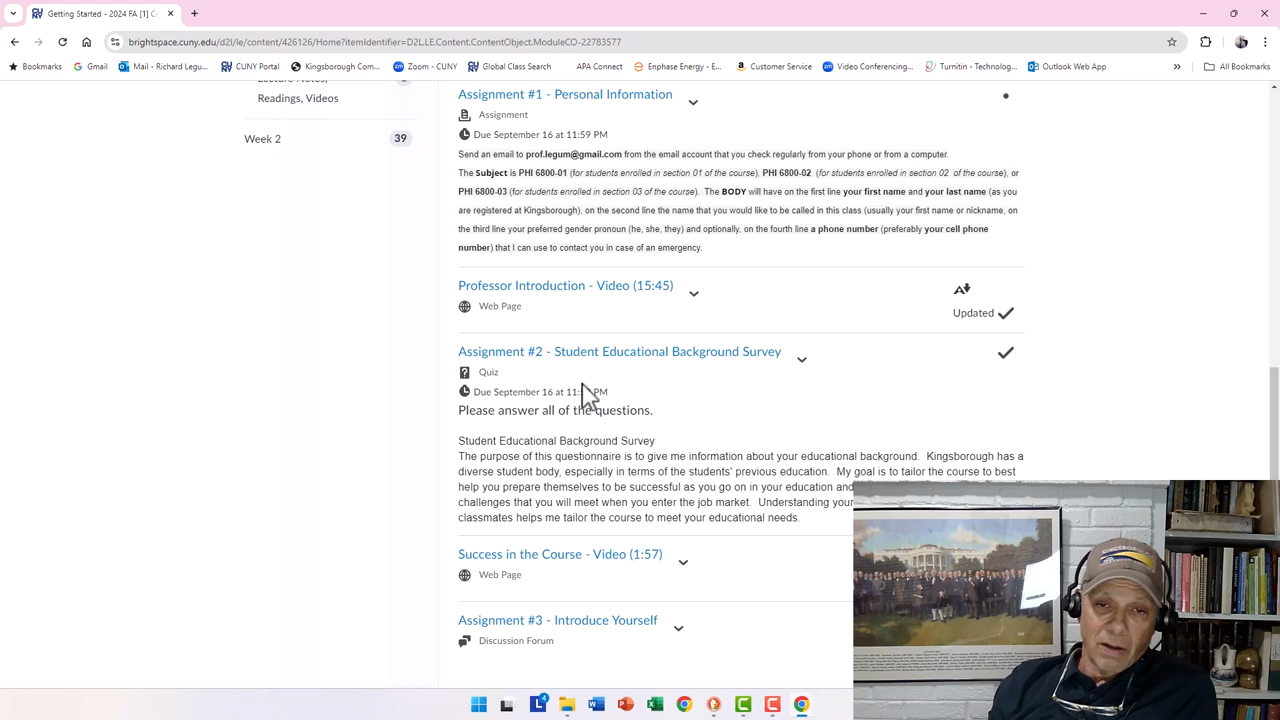 Getting Started - 2024 FA [1] C
brightspace.cuny.edu/d2l/le/content/426126/Home?itemIdentifier=D2L.LE.Content.ContentObject.ModuleCO-22783577
Bookmarks Gmail Mail - Richard Legu... CUNY Portal Kingsborough Com... Zoom - CUNY Global Class Search APA Connect Enphase Energy - E... Customer Service Video Conferencing... Turnitin - Technolog... Outlook Web App » All Bookmarks
Readings, Videos
Week 2 39
Assignment #1 - Personal Information
Assignment
Due September 16 at 11:59 PM
Send an email to prof.legum@gmail.com from the email account that you check regularly from your phone or from a computer.
The Subject is PHI 6800-01 (for students enrolled in section 01 of the course), PHI 6800-02 (for students enrolled in section 02 of the course), or
PHI 6800-03 (for students enrolled in section 03 of the course). The BODY will have on the first line your first name and your last name (as you
are registered at Kingsborough), on the second line the name that you would like to be called in this class (usually your first name or nickname, on
the third line your preferred gender pronoun (he, she, they) and optionally, on the fourth line a phone number (preferably your cell phone
number) that I can use to contact you in case of an emergency.
Professor Introduction - Video (15:45)
Web Page
Updated
Assignment #2 - Student Educational Background Survey
Quiz
Due September 16 at 11: PM
Please answer all of the questions.
Student Educational Background Survey
The purpose of this questionnaire is to give me information about your educational background. Kingsborough has a
diverse student body, especially in terms of the students' previous education. My goal is to tailor the course to best
help you prepare themselves to be successful as you go on in your education and
challenges that you will meet when you enter the job market. Understanding your
classmates helps me tailor the course to meet your educational needs.
Success in the Course - Video (1:57)
Web Page
Assignment #3 - Introduce Yourself
Discussion Forum